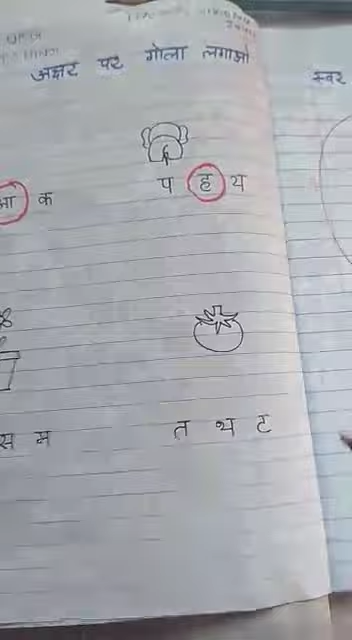 अक्षर पर गोला लगाओ
स्वर
आ क
प ह य
स म
त थ ट